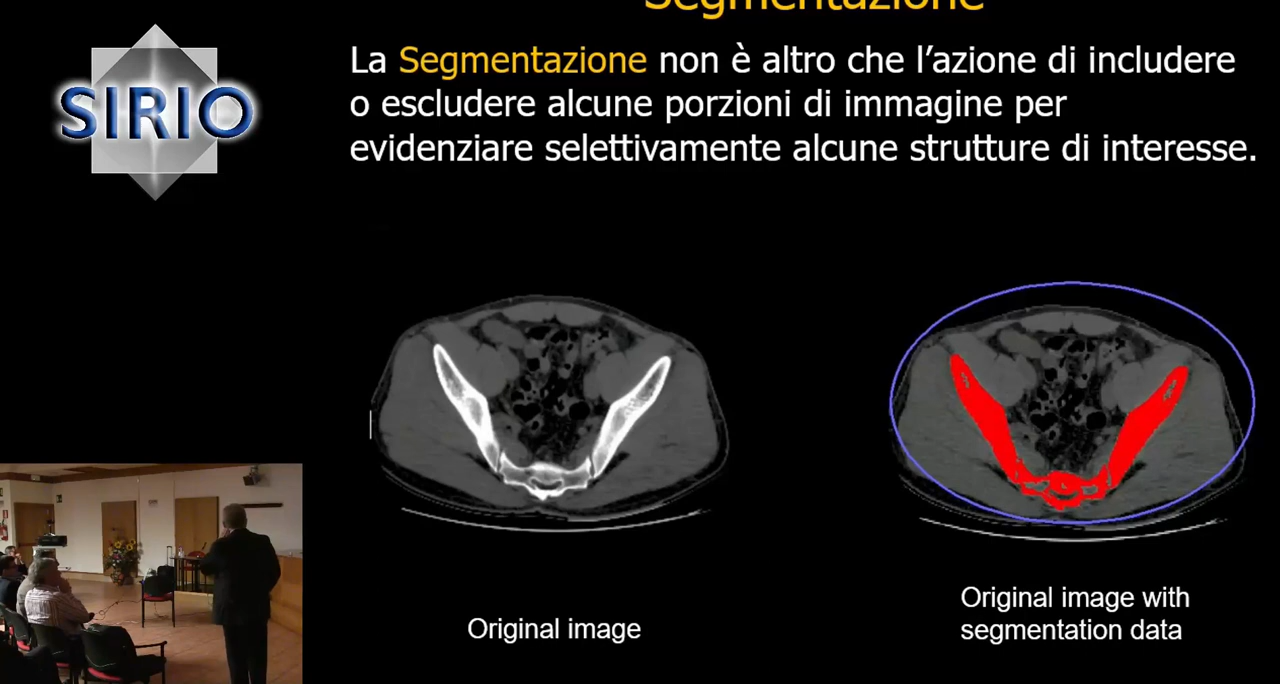 Segmentazione
SIRIO
La Segmentazione non è altro che l’azione di includere
o escludere alcune porzioni di immagine per
evidenziare selettivamente alcune strutture di interesse.
Original image
Original image with
segmentation data